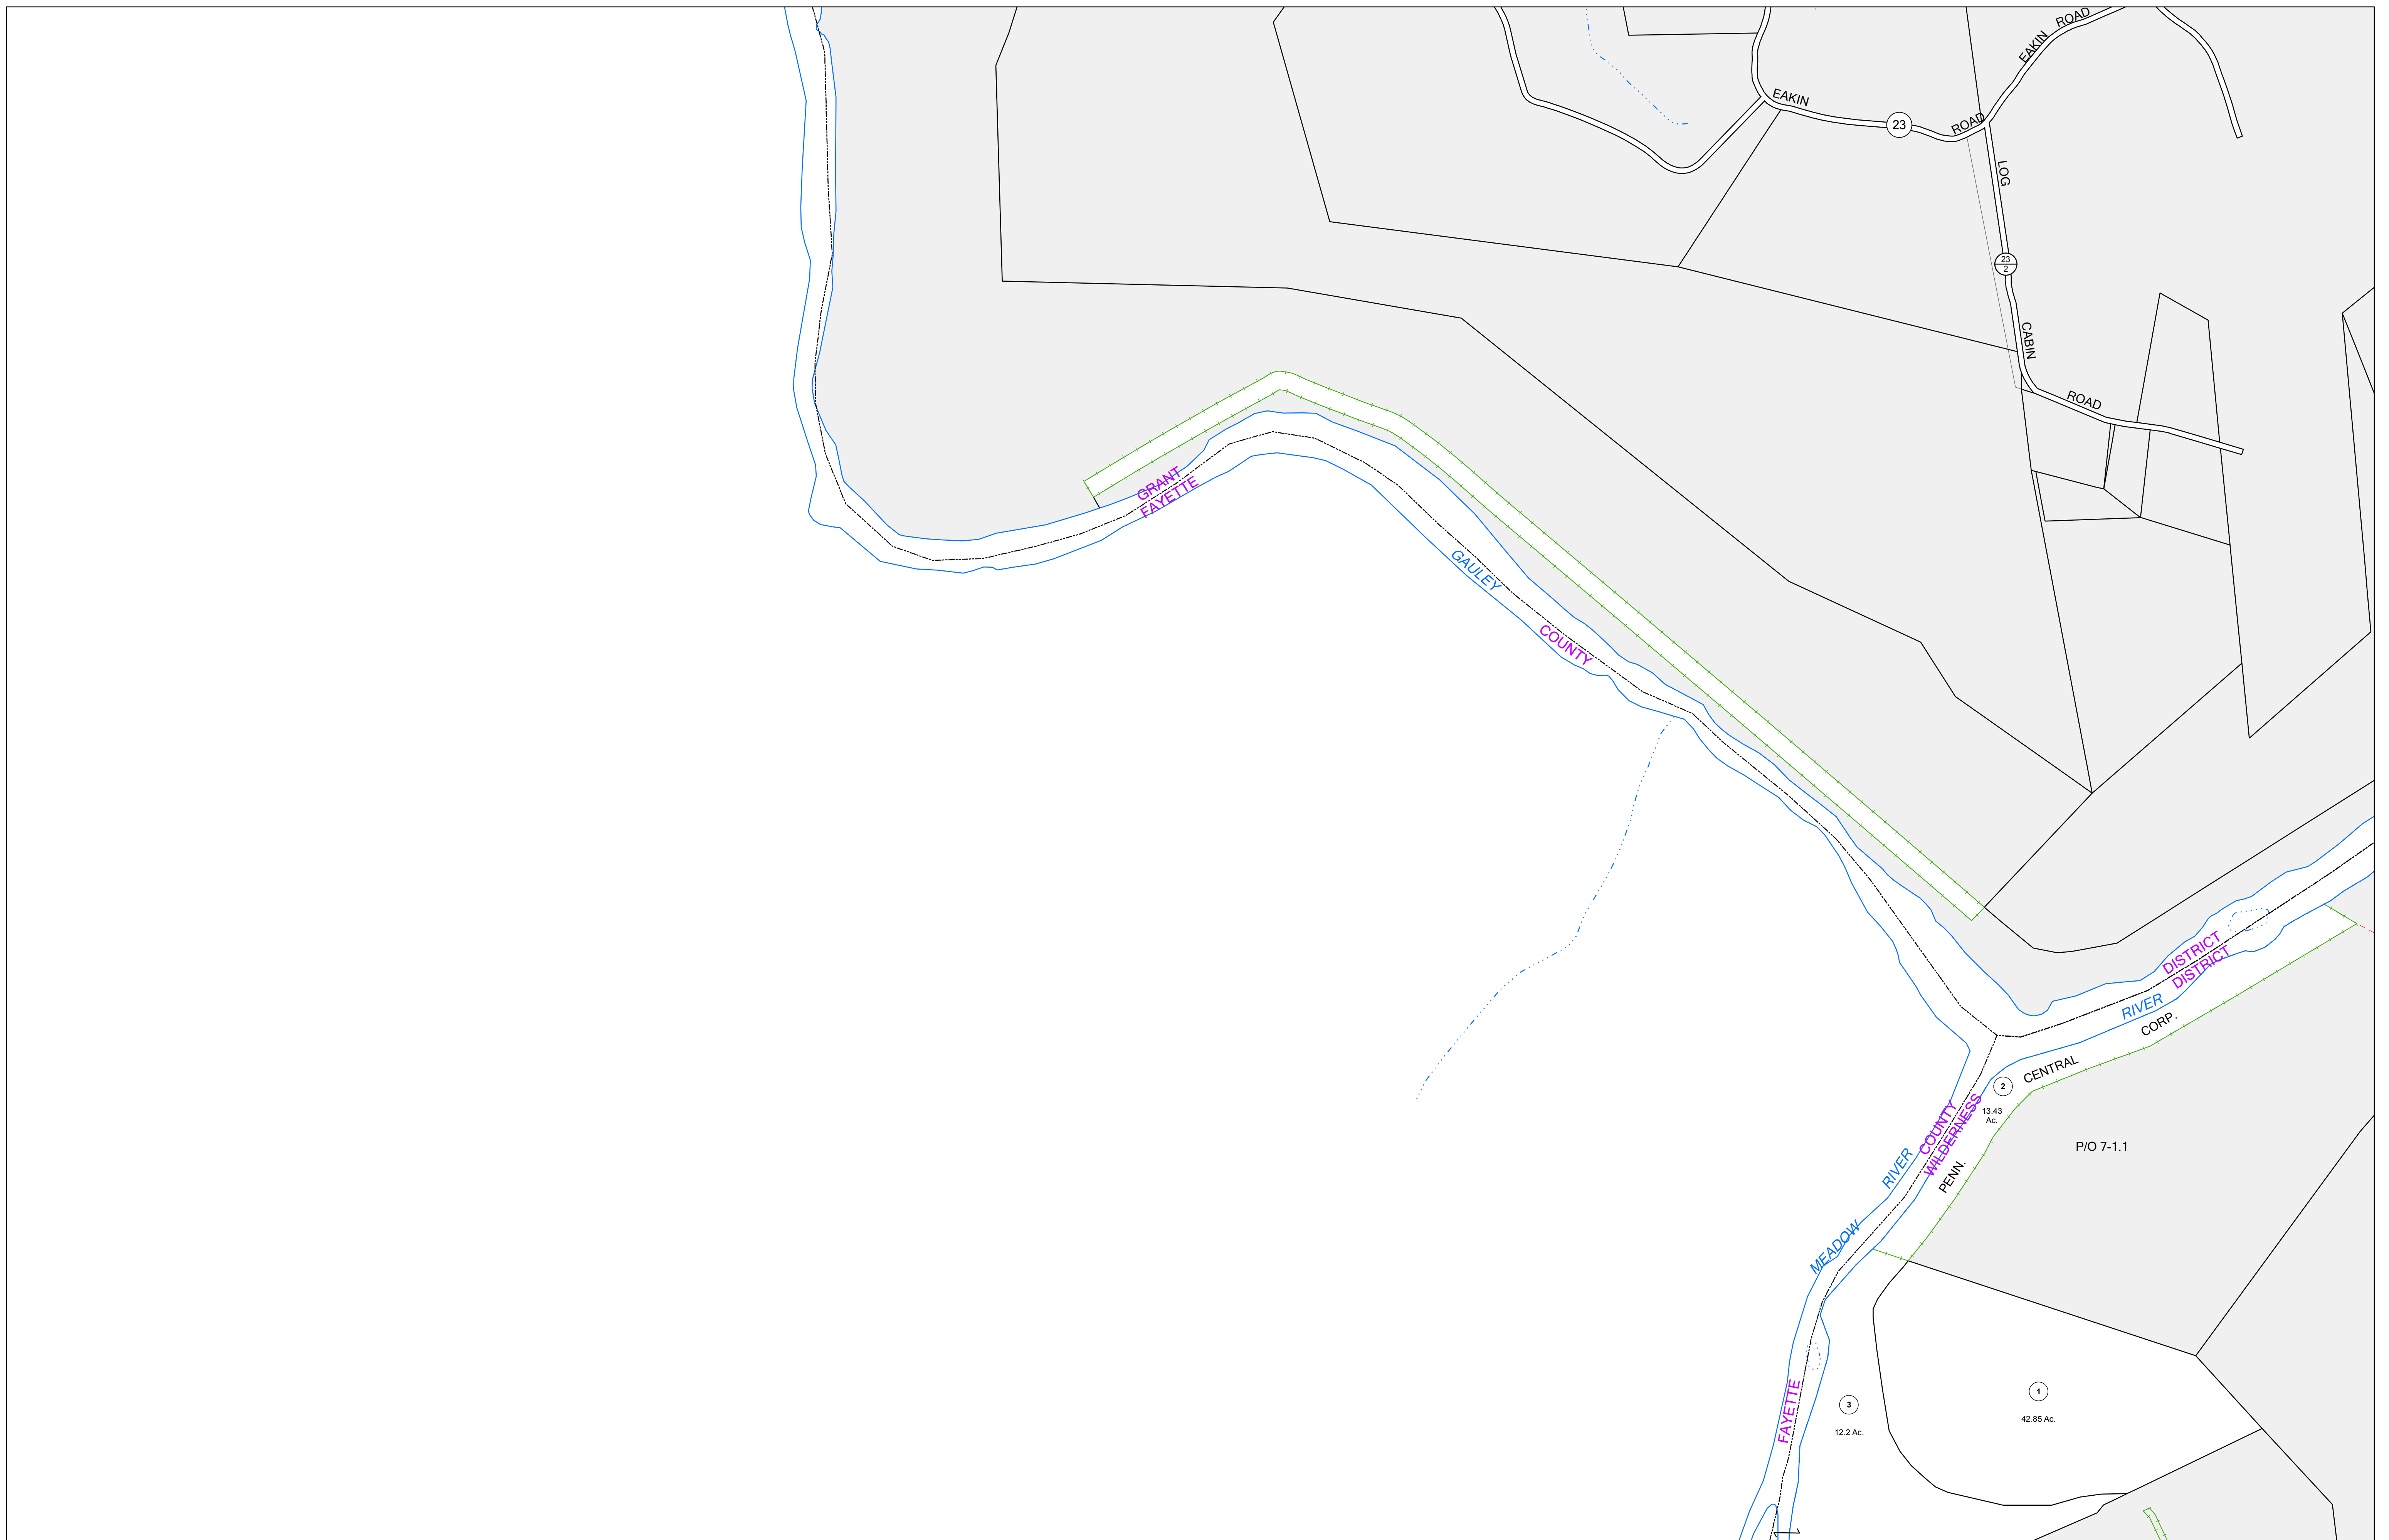 EAKIN ROAD
EAKIN
23
ROAD
LOG
23
2
CABIN
ROAD
GRANT
FAYETTE
GAULEY
COUNTY
DISTRICT
DISTRICT
RIVER
CORP.
CENTRAL
2
13.43
Ac.
COUNTY
WILDERNESS
P/O 7-1.1
PENN.
RIVER
MEADOW
FAYETTE
3
12.2 Ac.
1
42.85 Ac.